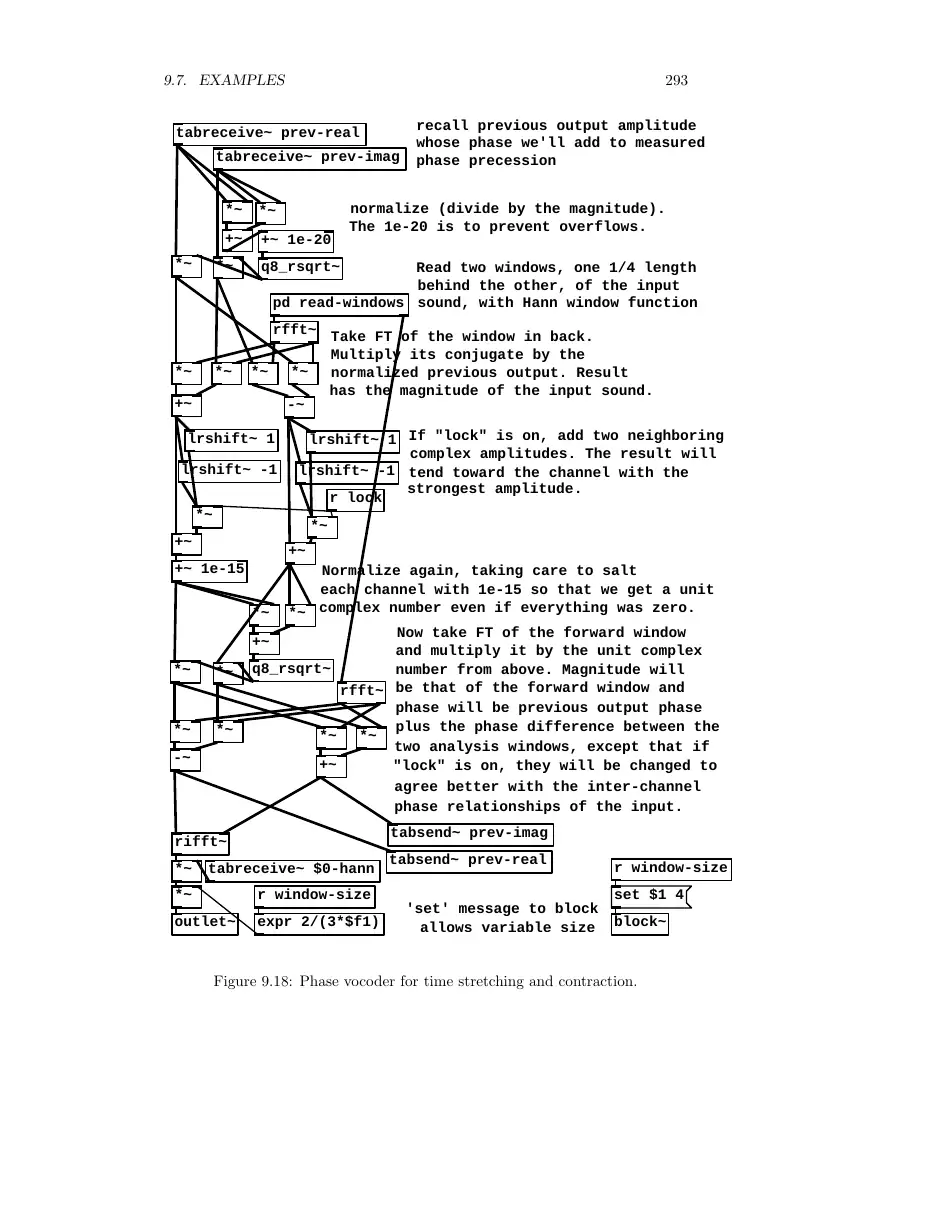 9.7. EXAMPLES 293
tabreceive~ prev-real
recall previous output amplitude
whose phase we'll add to measured
phase precession
tabreceive~ prev-imag
*~ *~
normalize (divide by the magnitude).
The 1e-20 is to prevent overflows.
+~ +~ 1e-20
*~ *~ q8_rsqrt~
Read two windows, one 1/4 length
behind the other, of the input
sound, with Hann window function
pd read-windows
rfft~
Take FT of the window in back.
Multiply its conjugate by the
normalized previous output. Result
has the magnitude of the input sound.
*~ *~ *~ *~
+~ -~
lrshift~ 1 lrshift~ 1
If "lock" is on, add two neighboring
complex amplitudes. The result will
tend toward the channel with the
strongest amplitude.
lrshift~ -1 lrshift~ -1
r lock
*~ *~
+~ +~
+~ 1e-15
Normalize again, taking care to salt
each channel with 1e-15 so that we get a unit
complex number even if everything was zero.
*~ *~
+~
*~ *~ q8_rsqrt~
rfft~
Now take FT of the forward window
and multiply it by the unit complex
number from above. Magnitude will
be that of the forward window and
phase will be previous output phase
plus the phase difference between the
two analysis windows, except that if
"lock" is on, they will be changed to
agree better with the inter-channel
phase relationships of the input.
*~ *~ *~ *~
-~ +~
tabsend~ prev-imag
rifft~
tabsend~ prev-real
*~ tabreceive~ $0-hann
r window-size
*~ r window-size
set $1 4
'set' message to block
allows variable size
outlet~ expr 2/(3*$f1)
block~
Figure 9.18: Phase vocoder for time stretching and contraction.